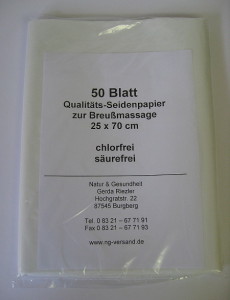 50 Blatt
Qualitäts-Seidenpapier
zur Breußmassage
25 x 70 cm
chlorfrei
säurefrei
Natur & Gesundheit
Gerda Riezler
Hochgratstr. 22
87545 Burgberg
Tel. 0 83 21 – 67 71 91
Fax 0 83 21 – 67 71 93
www.ng-versand.de